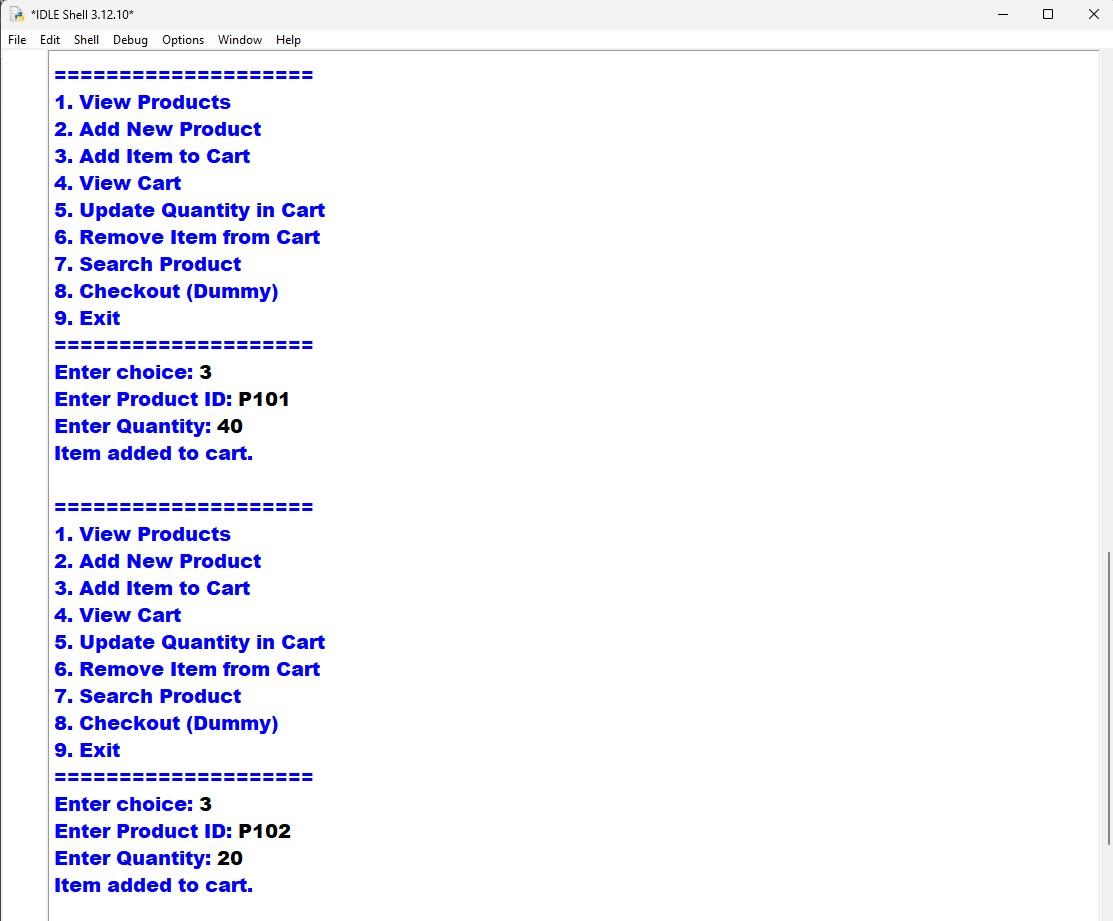 *IDLE Shell 3.12.10*
File Edit Shell Debug Options Window Help
====================
1. View Products
2. Add New Product
3. Add Item to Cart
4. View Cart
5. Update Quantity in Cart
6. Remove Item from Cart
7. Search Product
8. Checkout (Dummy)
9. Exit
====================
Enter choice: 3
Enter Product ID: P101
Enter Quantity: 40
Item added to cart.
====================
1. View Products
2. Add New Product
3. Add Item to Cart
4. View Cart
5. Update Quantity in Cart
6. Remove Item from Cart
7. Search Product
8. Checkout (Dummy)
9. Exit
====================
Enter choice: 3
Enter Product ID: P102
Enter Quantity: 20
Item added to cart.